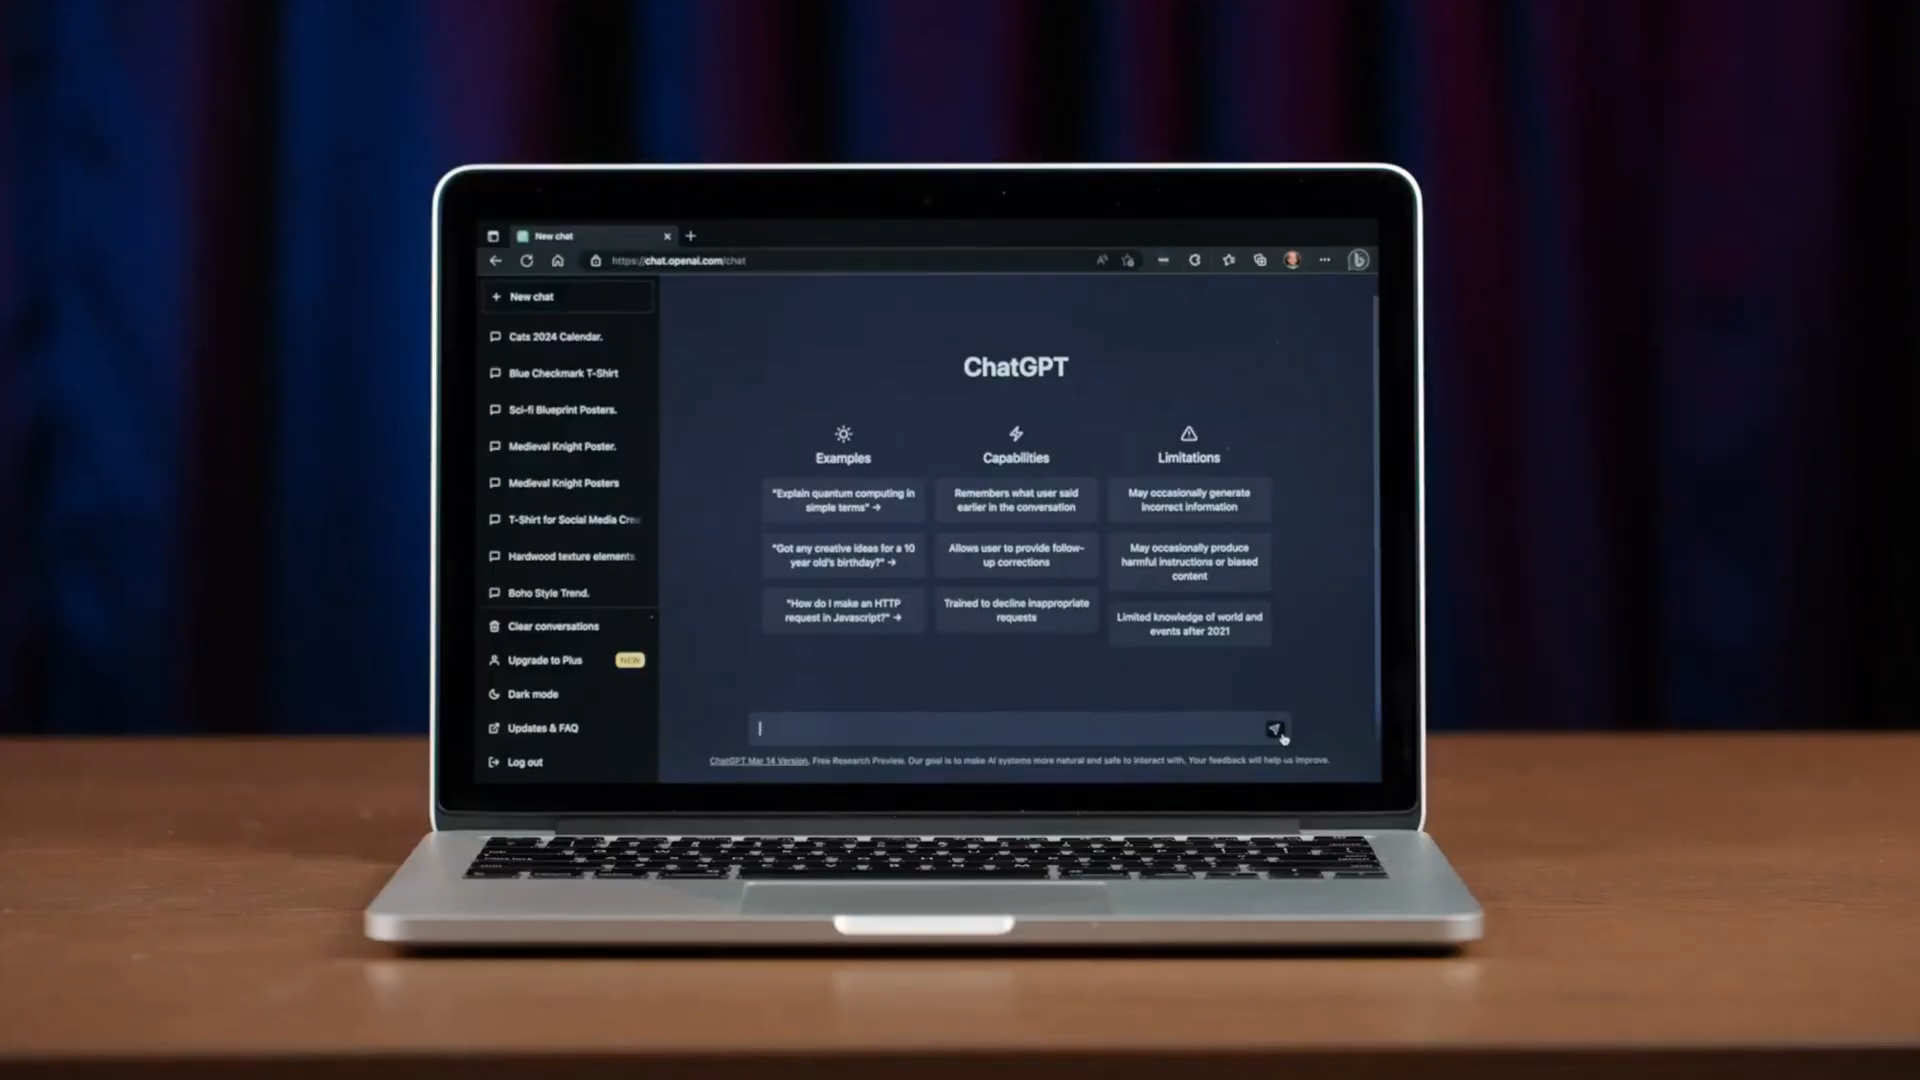 New chat
https://chat.openai.com/chat
New chat
Cats 2024 Calendar.
Blue Checkmark T-Shirt
Sci-fi Blueprint Posters.
Medieval Knight Poster.
Medieval Knight Posters
T-Shirt for Social Media Cre
Hardwood texture elements
Boho Style Trend.
Clear conversations
Upgrade to Plus NEW
Dark mode
Updates & FAQ
Log out
ChatGPT
Examples
"Explain quantum computing in
simple terms" →
"Got any creative ideas for a 10
year old's birthday?" →
"How do I make an HTTP
request in Javascript?" →
Capabilities
Remembers what user said
earlier in the conversation
Allows user to provide follow-
up corrections
Trained to decline inappropriate
requests
Limitations
May occasionally generate
incorrect information
May occasionally produce
harmful instructions or biased
content
Limited knowledge of world and
events after 2021
ChatGPT Mar 14 Version. Free Research Preview. Our goal is to make AI systems more natural and safe to interact with. Your feedback will help us improve.